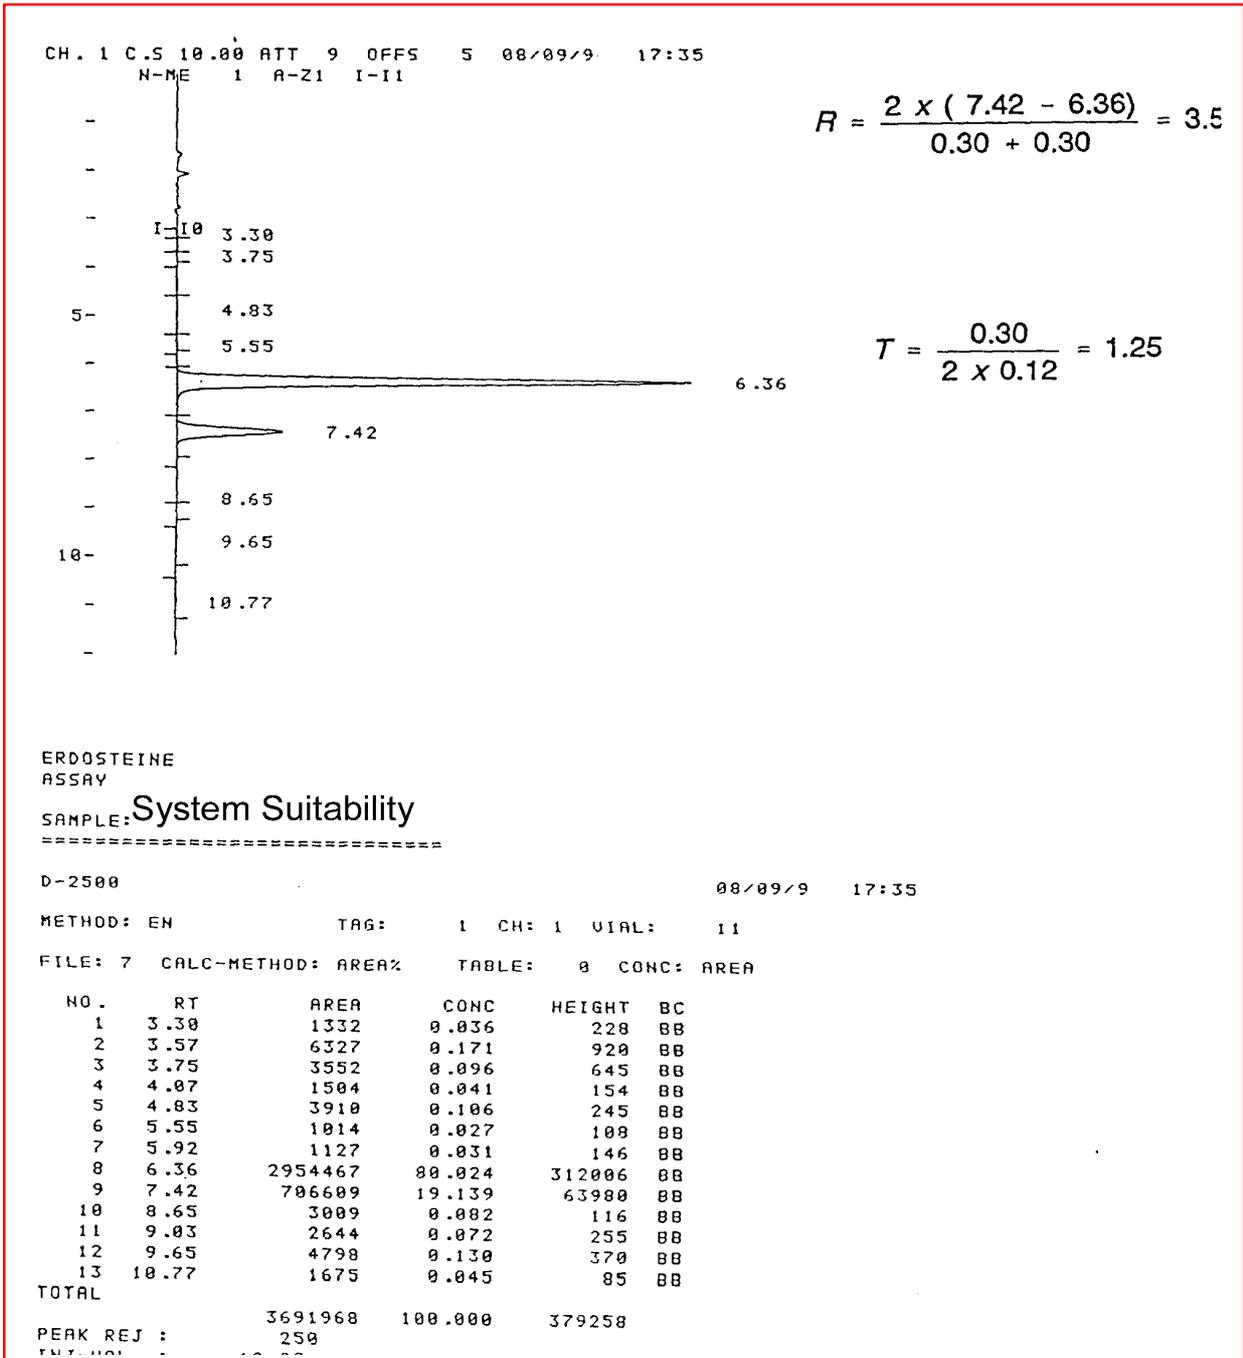 CH. 1 C.S 10.00 ATT 9 OFFS 5 08/09/9 17:35
N-ME 1 A-Z1 I-I1
R = 2 x ( 7.42 - 6.36) / 0.30 + 0.30 = 3.5
I-I0 3.30
3.75
5- 4.83
5.55
T = 0.30 / 2 x 0.12 = 1.25
6.36
7.42
8.65
9.65
10-
10.77
ERDOSTEINE
ASSAY
SAMPLE: System Suitability
==============================
D-2500 08/09/9 17:35
METHOD: EN TAG: 1 CH: 1 VIAL: 11
FILE: 7 CALC-METHOD: AREA% TABLE: 0 CONC: AREA
NO. RT AREA CONC HEIGHT BC
1 3.30 1332 0.036 228 BB
2 3.57 6327 0.171 920 BB
3 3.75 3552 0.096 645 BB
4 4.07 1504 0.041 154 BB
5 4.83 3910 0.106 245 BB
6 5.55 1014 0.027 108 BB
7 5.92 1127 0.031 146 BB
8 6.36 2954467 80.024 312006 BB
9 7.42 706609 19.139 63980 BB
10 8.65 3009 0.082 116 BB
11 9.03 2644 0.072 255 BB
12 9.65 4798 0.130 370 BB
13 10.77 1675 0.045 85 BB
TOTAL
3691968 100.000 379258
PEAK REJ : 250